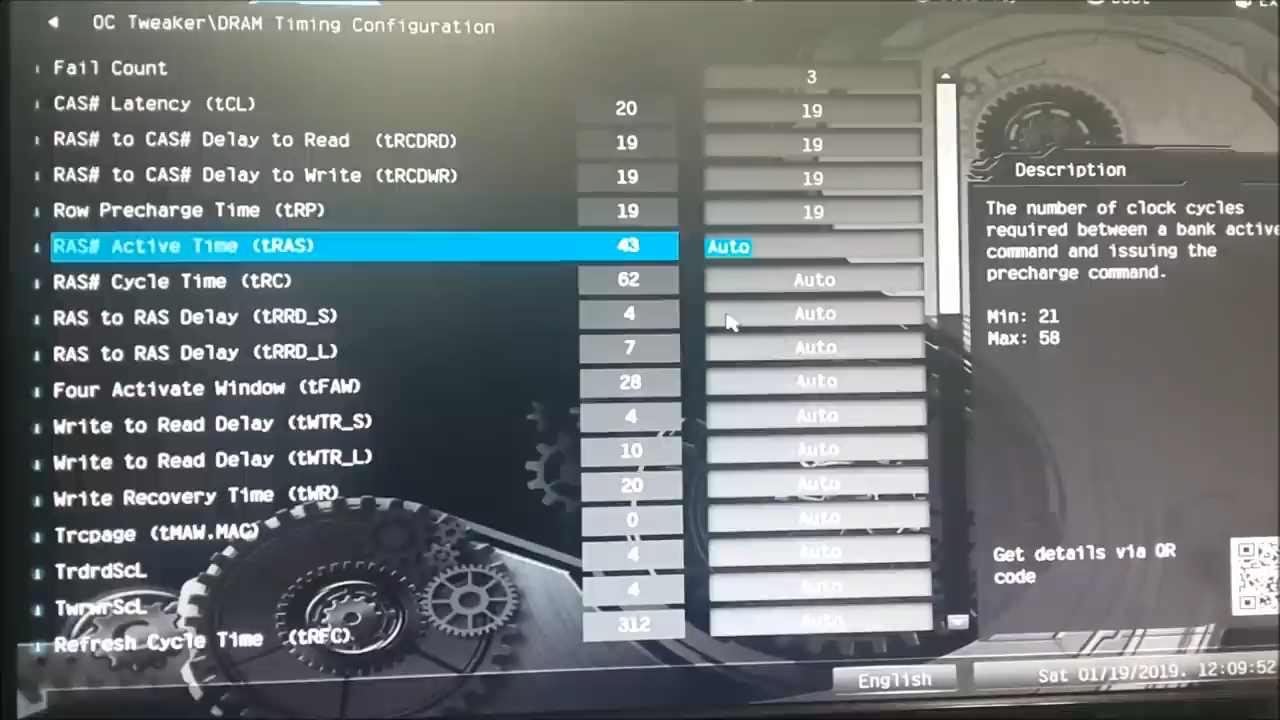 OC Tweaker\DRAM Timing Configuration
Fail Count 3
CAS# Latency (tCL) 20 19
RAS# to CAS# Delay to Read (tRCDRD) 19 19
RAS# to CAS# Delay to Write (tRCDWR) 19 19
Row Precharge Time (tRP) 19 19
RAS# Active Time (tRAS) 43 Auto
RAS# Cycle Time (tRC) 62 Auto
RAS to RAS Delay (tRRD_S) 4 Auto
RAS to RAS Delay (tRRD_L) 7 Auto
Four Activate Window (tFAW) 28 Auto
Write to Read Delay (tWTR_S) 4 Auto
Write to Read Delay (tWTR_L) 10 Auto
Write Recovery Time (tWR) 20 Auto
Trcpage (tMAW.MAC) 0 Auto
TrdrdScL 4 Auto
TwrwrScL 4 Auto
Refresh Cycle Time (tRFC) 312 Auto
Description
The number of clock cycles
required between a bank active
command and issuing the
precharge command.
Min: 21
Max: 58
Get details via QR
code
English
Sat 01/19/2019. 12:09:52